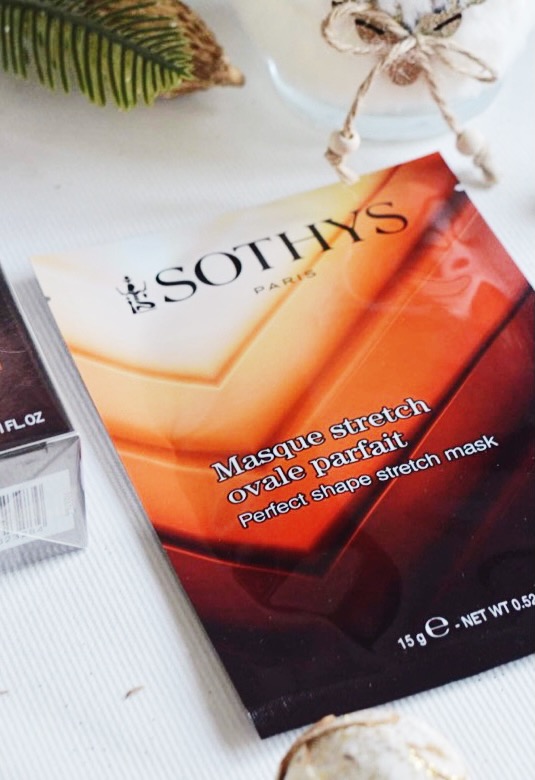 SOTHYS
PARIS
Masque stretch
ovale parfait
Perfect shape stretch mask
15 g e - NET WT 0.52
FL.OZ